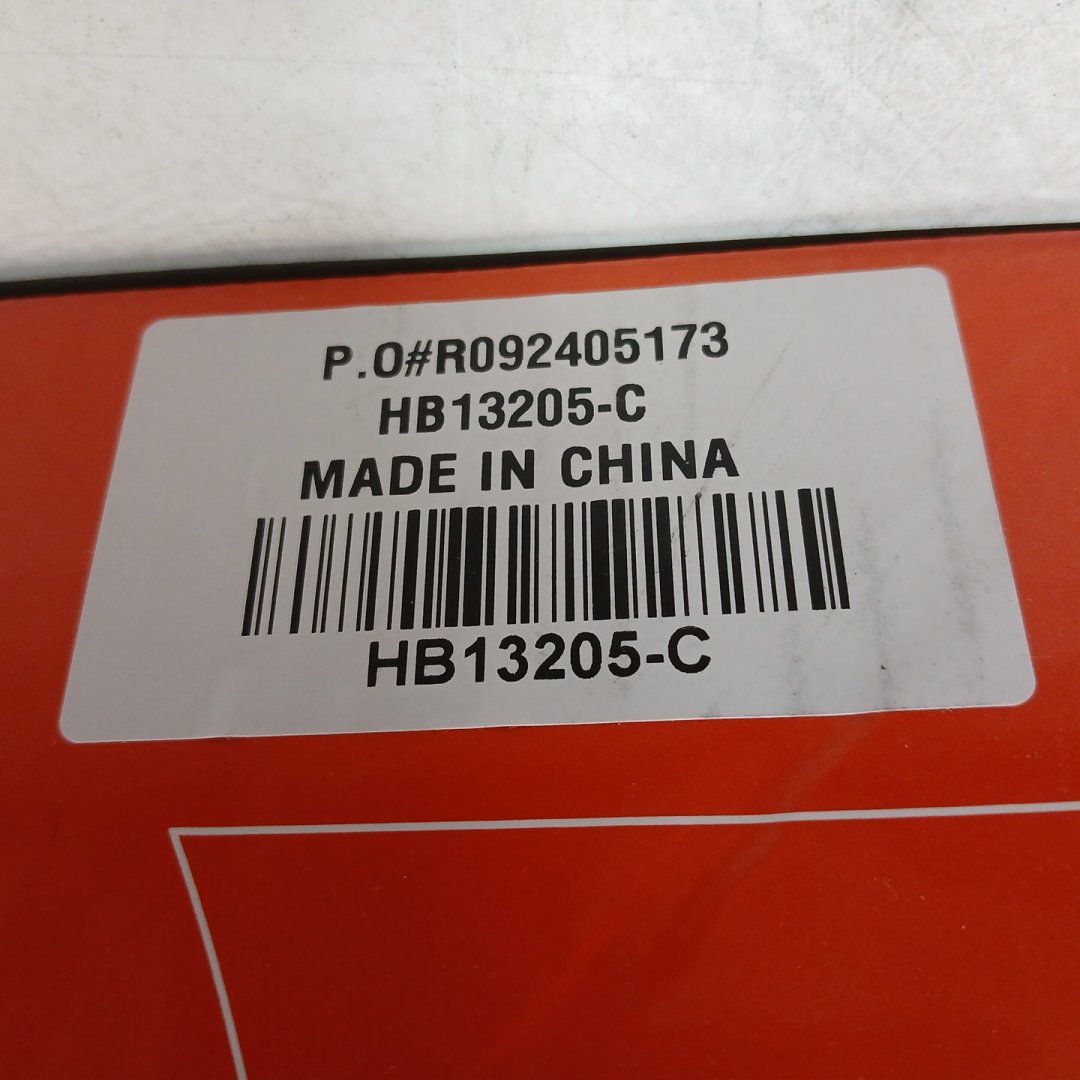 P.O#R092405173
HB13205-C
MADE IN CHINA
HB13205-C